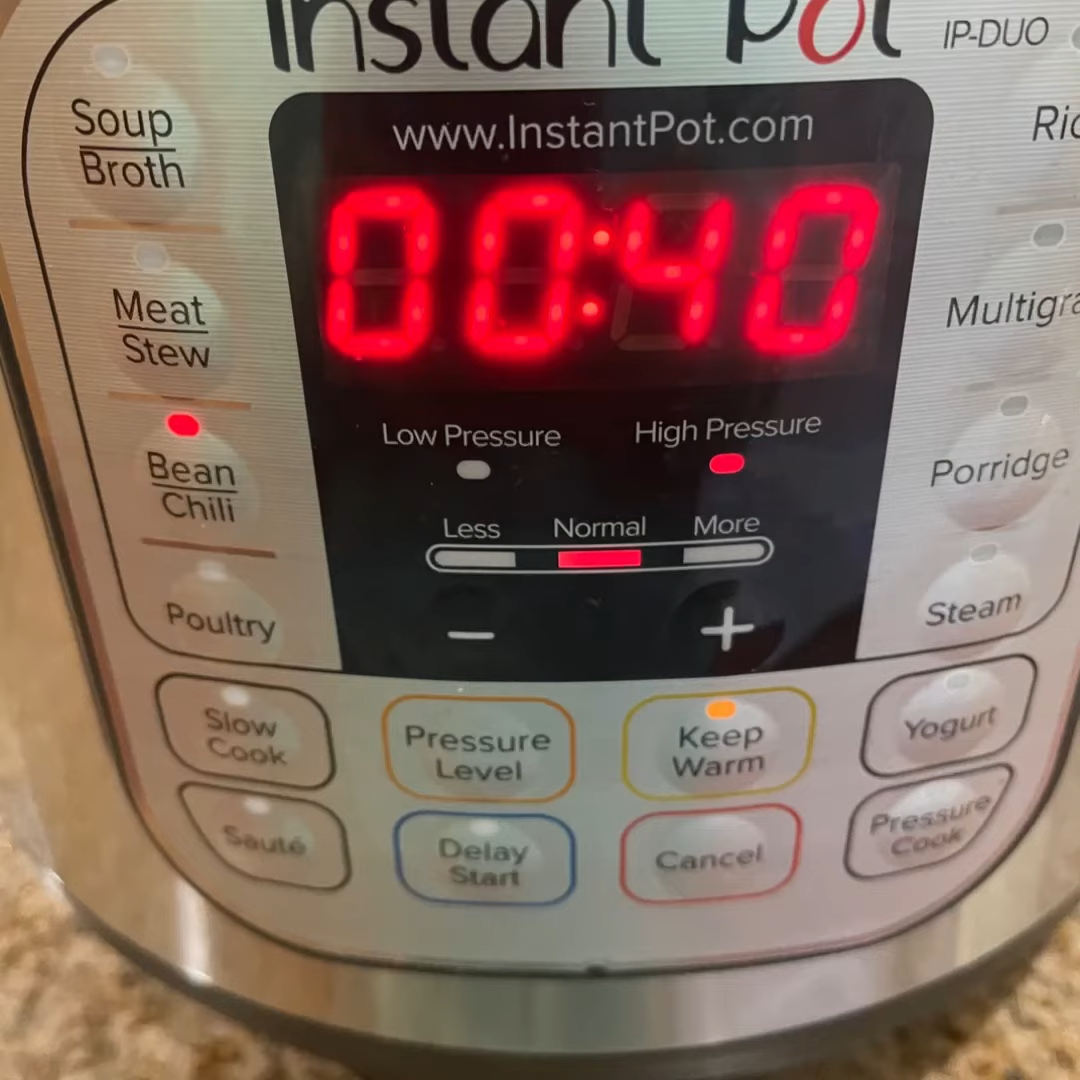 Instant Pot
IP-DUO
www.InstantPot.com
00:40
Low Pressure
High Pressure
Less
Normal
More
−
+
Soup
Broth
Meat
Stew
Bean
Chili
Poultry
Porridge
Steam
Slow
Cook
Pressure
Level
Keep
Warm
Yogurt
Sauté
Delay
Start
Cancel
Pressure
Cook